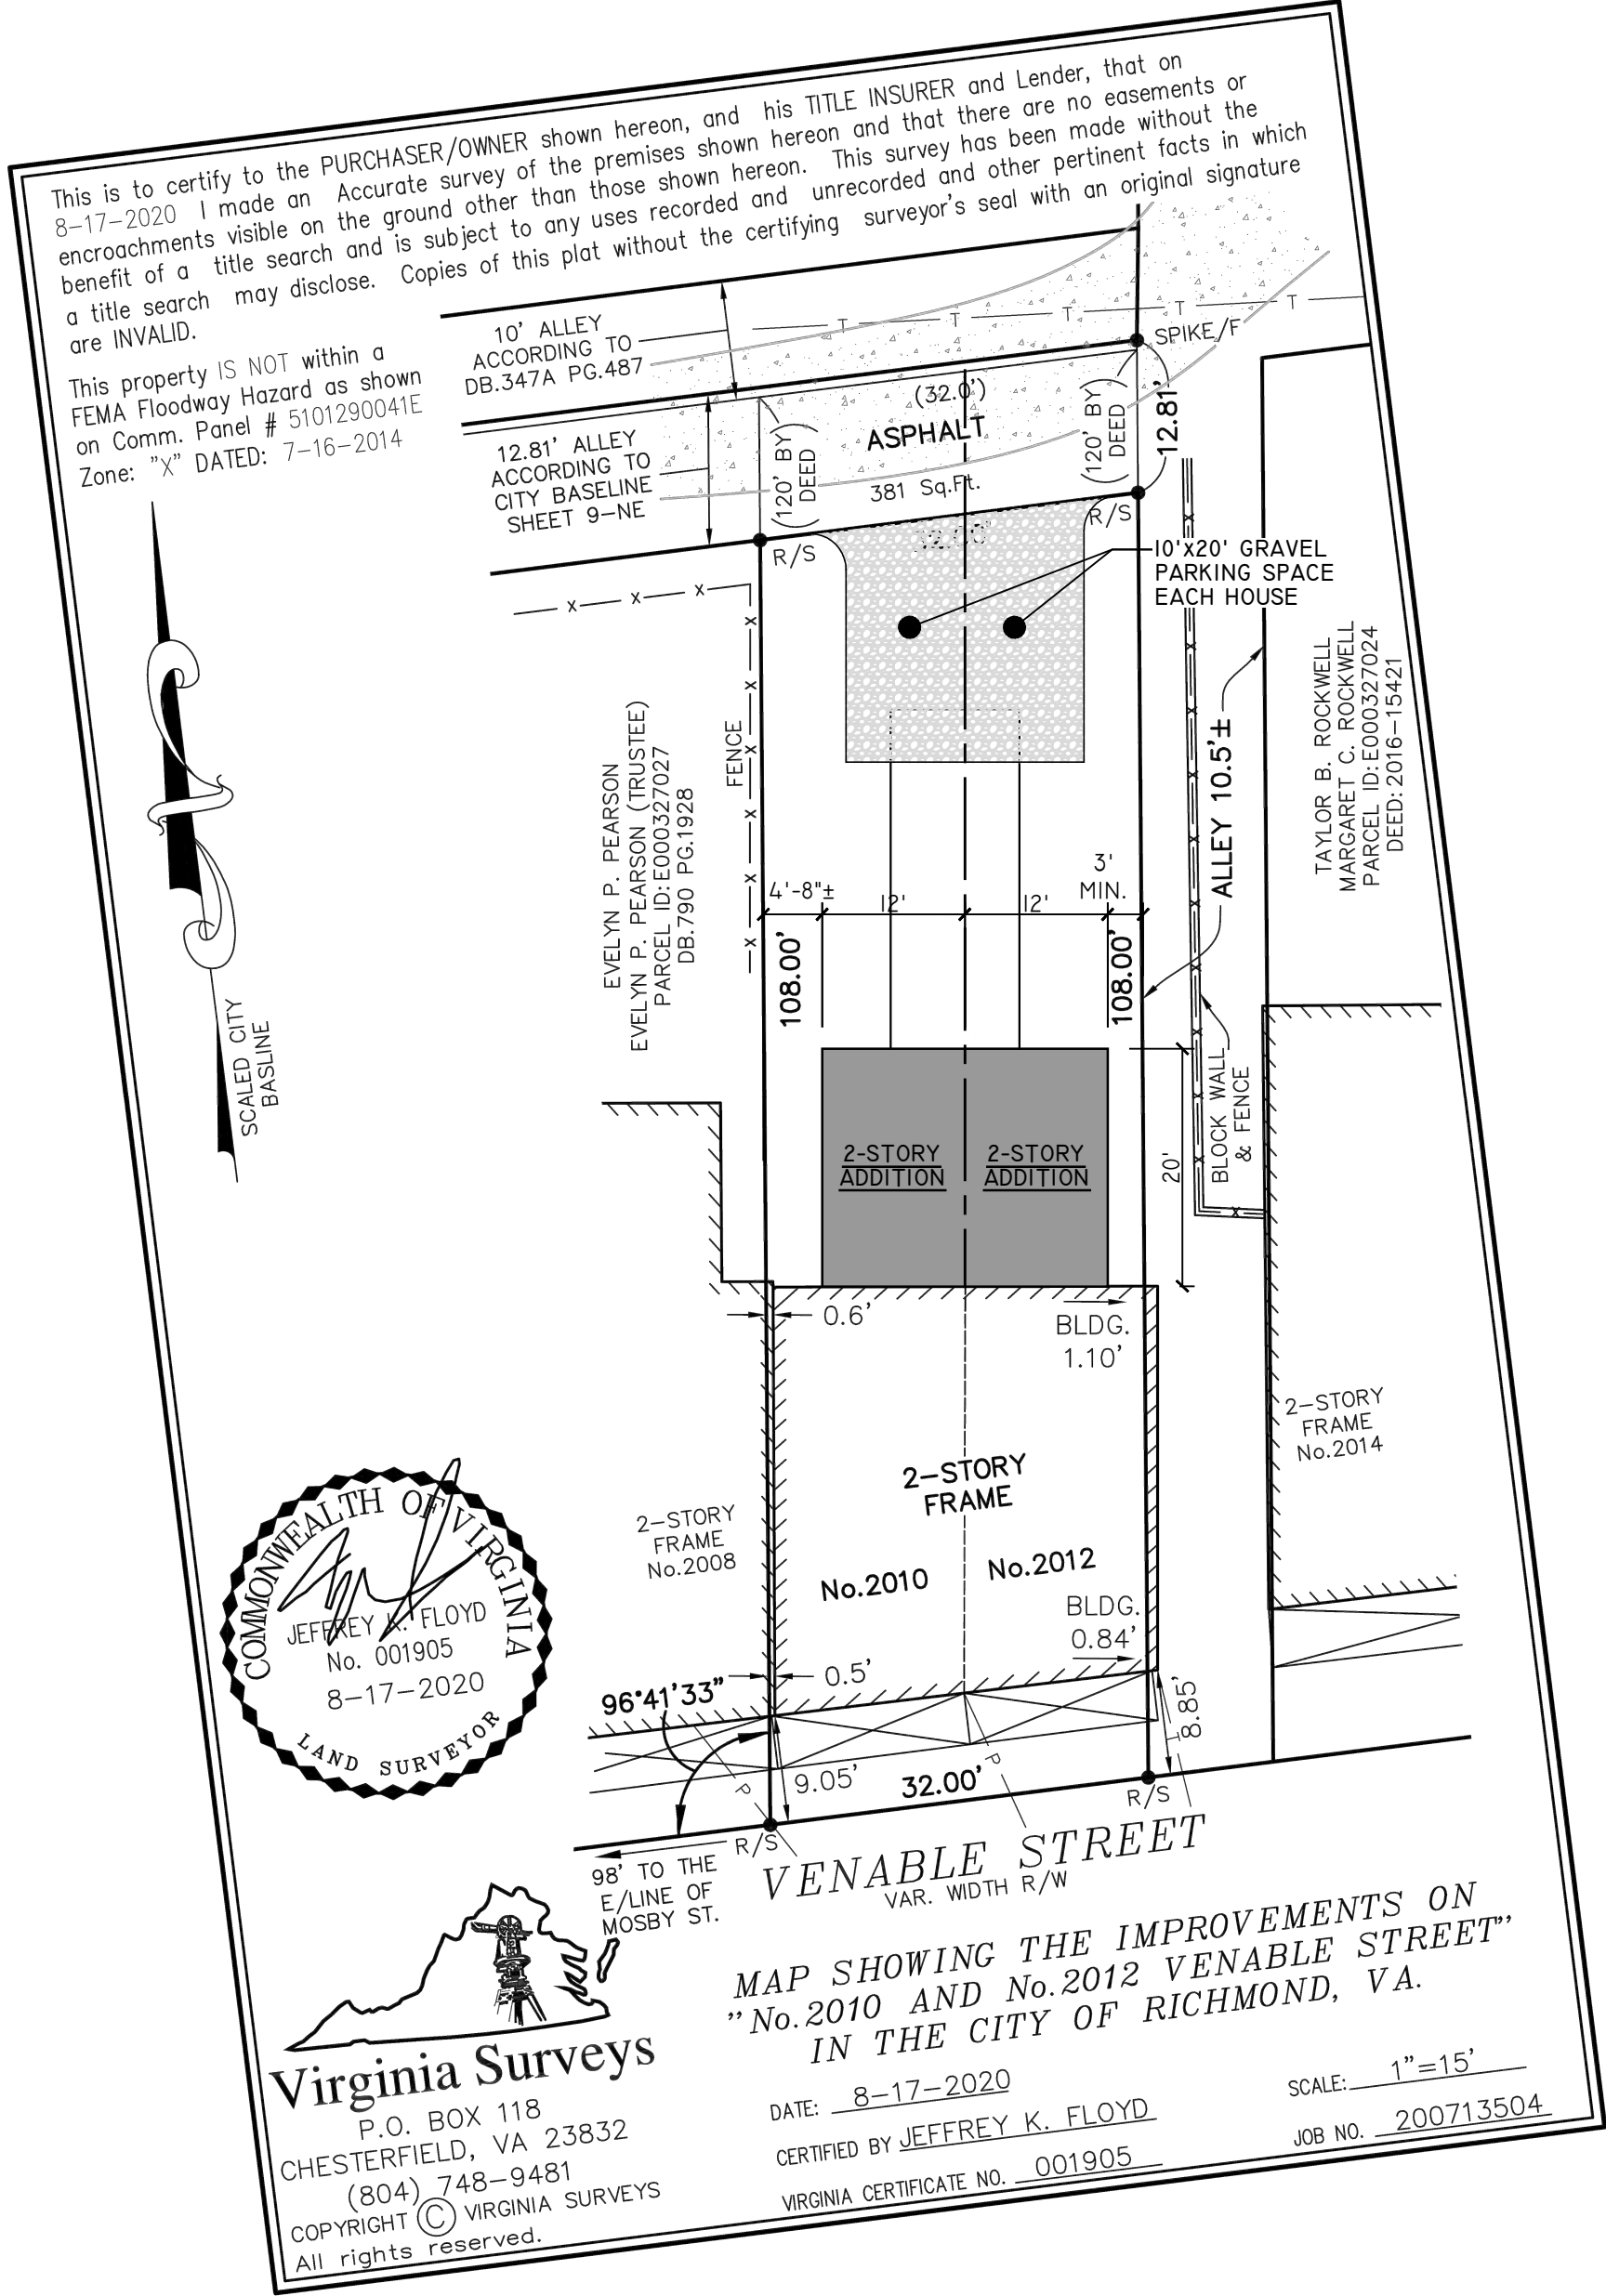 This is to certify to the PURCHASER/OWNER shown hereon, and his TITLE INSURER and Lender, that on
8-17-2020 I made an Accurate survey of the premises shown hereon and that there are no easements or
encroachments visible on the ground other than those shown hereon. This survey has been made without the
benefit of a title search and is subject to any uses recorded and unrecorded and other pertinent facts in which
a title search may disclose. Copies of this plat without the certifying surveyor's seal with an original signature
are INVALID.
This property IS NOT within a
FEMA Floodway Hazard as shown
on Comm. Panel # 5101290041E
Zone: "X" DATED: 7-16-2014
10' ALLEY
ACCORDING TO
DB.347A PG.487
12.81' ALLEY
ACCORDING TO
CITY BASELINE
SHEET 9-NE
T T T T T
SPIKE/F
(32.0')
ASPHALT
381 Sq.Ft.
(120' BY
DEED)
(120' BY
DEED)
12.81'
R/S
R/S
32.00'
10'x20' GRAVEL
PARKING SPACE
EACH HOUSE
FENCE
EVELYN P. PEARSON
EVELYN P. PEARSON (TRUSTEE)
PARCEL ID:E0000327027
DB.790 PG.1928
ALLEY 10.5'±
TAYLOR B. ROCKWELL
MARGARET C. ROCKWELL
PARCEL ID:E000327024
DEED:2016-15421
SCALED CITY
BASLINE
4'-8"±
12'
12'
3'
MIN.
108.00'
108.00'
BLOCK WALL
& FENCE
20'
2-STORY
ADDITION
2-STORY
ADDITION
0.6'
BLDG.
1.10'
2-STORY
FRAME
No.2014
2-STORY
FRAME
No.2010
No.2012
2-STORY
FRAME
No.2008
BLDG.
0.84'
0.5'
96°41'33"
9.05'
32.00'
8.85'
P
P
T
R/S
R/S
98' TO THE
E/LINE OF
MOSBY ST.
VENABLE STREET
VAR. WIDTH R/W
COMMONWEALTH OF VIRGINIA
JEFFREY K. FLOYD
No. 001905
8-17-2020
LAND SURVEYOR
Virginia Surveys
P.O. BOX 118
CHESTERFIELD, VA 23832
(804) 748-9481
COPYRIGHT © VIRGINIA SURVEYS
All rights reserved.
MAP SHOWING THE IMPROVEMENTS ON
"No.2010 AND No.2012 VENABLE STREET"
IN THE CITY OF RICHMOND, VA.
DATE: 8-17-2020
CERTIFIED BY JEFFREY K. FLOYD
VIRGINIA CERTIFICATE NO. 001905
SCALE: 1"=15'
JOB NO. 200713504